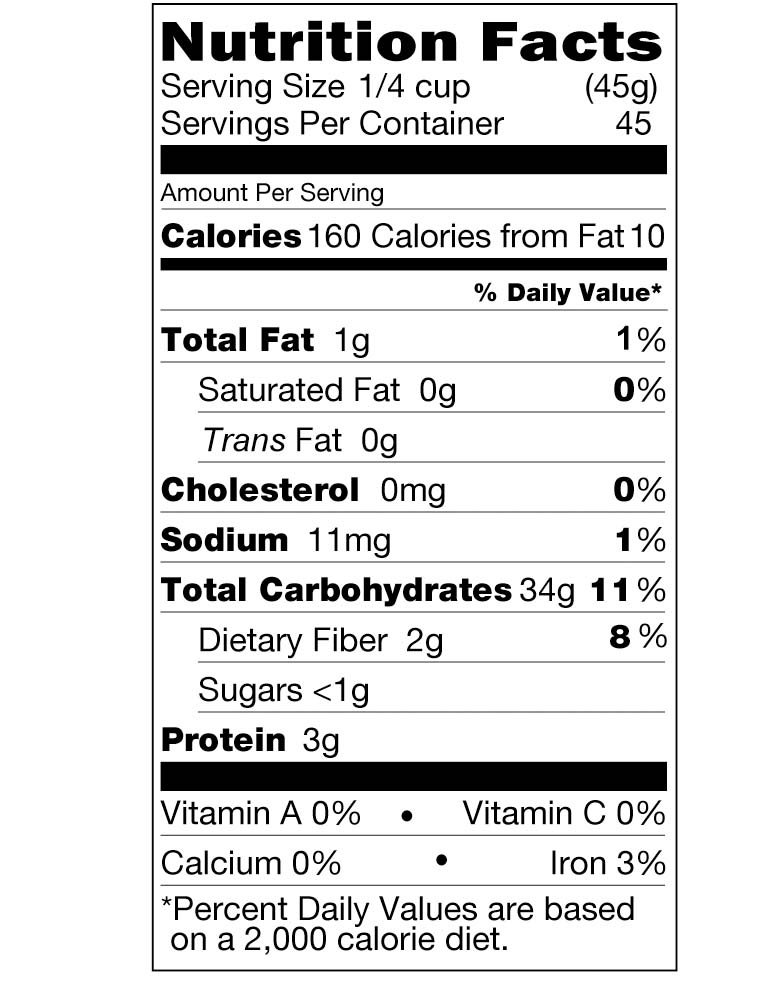 Nutrition Facts
Serving Size 1/4 cup (45g)
Servings Per Container 45
Amount Per Serving
Calories 160 Calories from Fat 10
% Daily Value*
Total Fat 1g 1%
Saturated Fat 0g 0%
Trans Fat 0g
Cholesterol 0mg 0%
Sodium 11mg 1%
Total Carbohydrates 34g 11%
Dietary Fiber 2g 8%
Sugars <1g
Protein 3g
Vitamin A 0% • Vitamin C 0%
Calcium 0% • Iron 3%
*Percent Daily Values are based
on a 2,000 calorie diet.